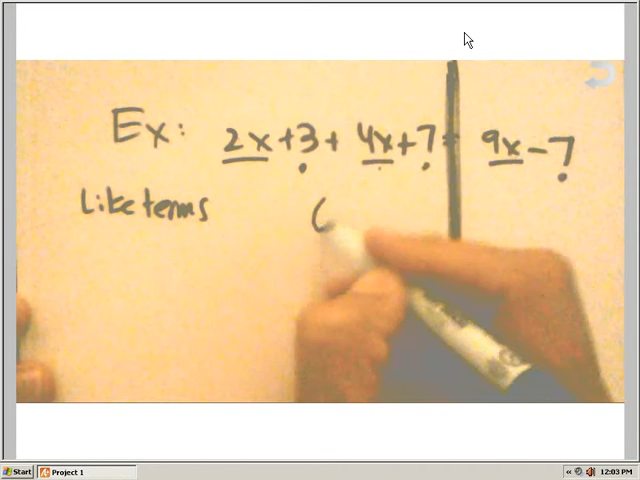 Ex: 2x+3+ 4x+7= 9x-7
Like terms
(
Start
Project 1
«
12:03 PM